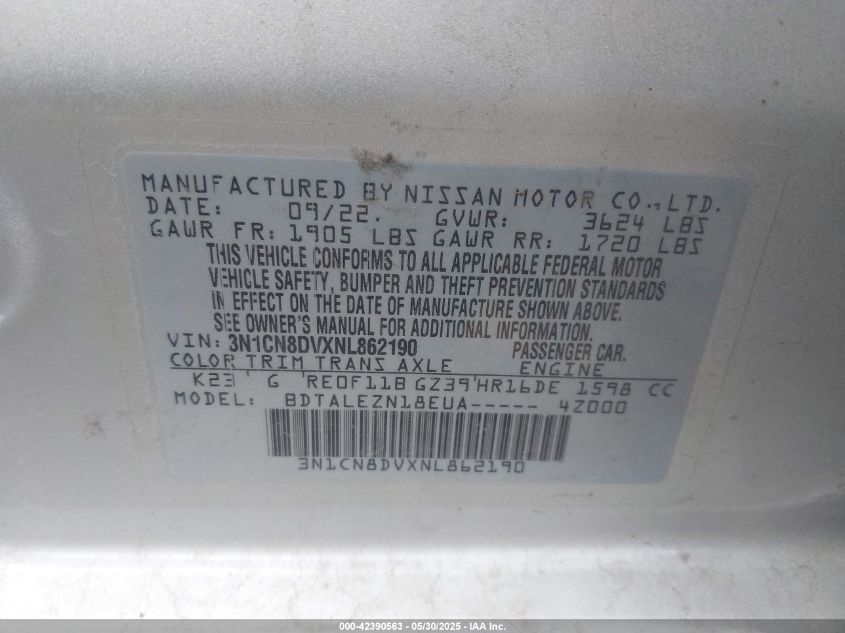 MANUFACTURED BY NISSAN MOTOR CO., LTD.
DATE: 09/22. GVWR: 3624 LBS
GAWR FR: 1905 LBS GAWR RR: 1720 LBS
THIS VEHICLE CONFORMS TO ALL APPLICABLE FEDERAL MOTOR
VEHICLE SAFETY, BUMPER AND THEFT PREVENTION STANDARDS
IN EFFECT ON THE DATE OF MANUFACTURE SHOWN ABOVE.
SEE OWNER'S MANUAL FOR ADDITIONAL INFORMATION.
VIN: 3N1CN8DVXNL862190 PASSENGER CAR.
COLOR TRIM TRANS AXLE ENGINE
K23 G RE0F11B GZ39 HR16DE 1598 CC
MODEL: BDTALEZN18EUA----- 4Z000
3N1CN8DVXNL862190
000-42390563 - 05/30/2025 - IAA Inc.